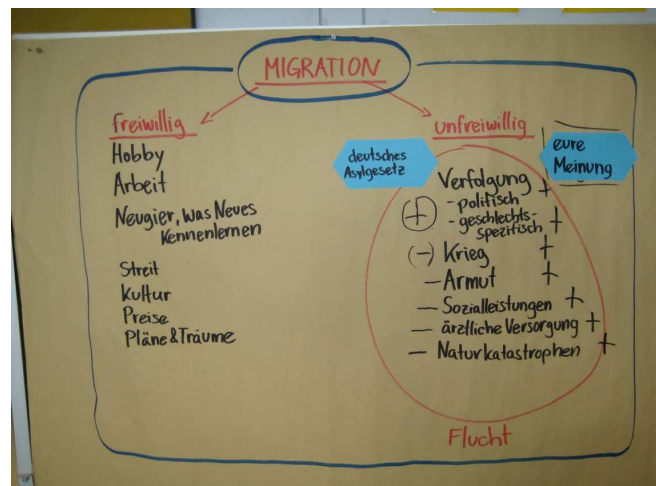 MIGRATION
freiwillig
Hobby
Arbeit
Neugier, Was Neues
Kennenlernen
Streit
Kultur
Preise
Pläne & Träume
unfreiwillig
deutsches
Asylgesetz
eure
Meinung
Verfolgung +
(+) - politisch
- geschlechts-
spezifisch +
(-) Krieg +
- Armut +
- Sozialleistungen +
- ärztliche Versorgung +
- Naturkatastrophen +
Flucht